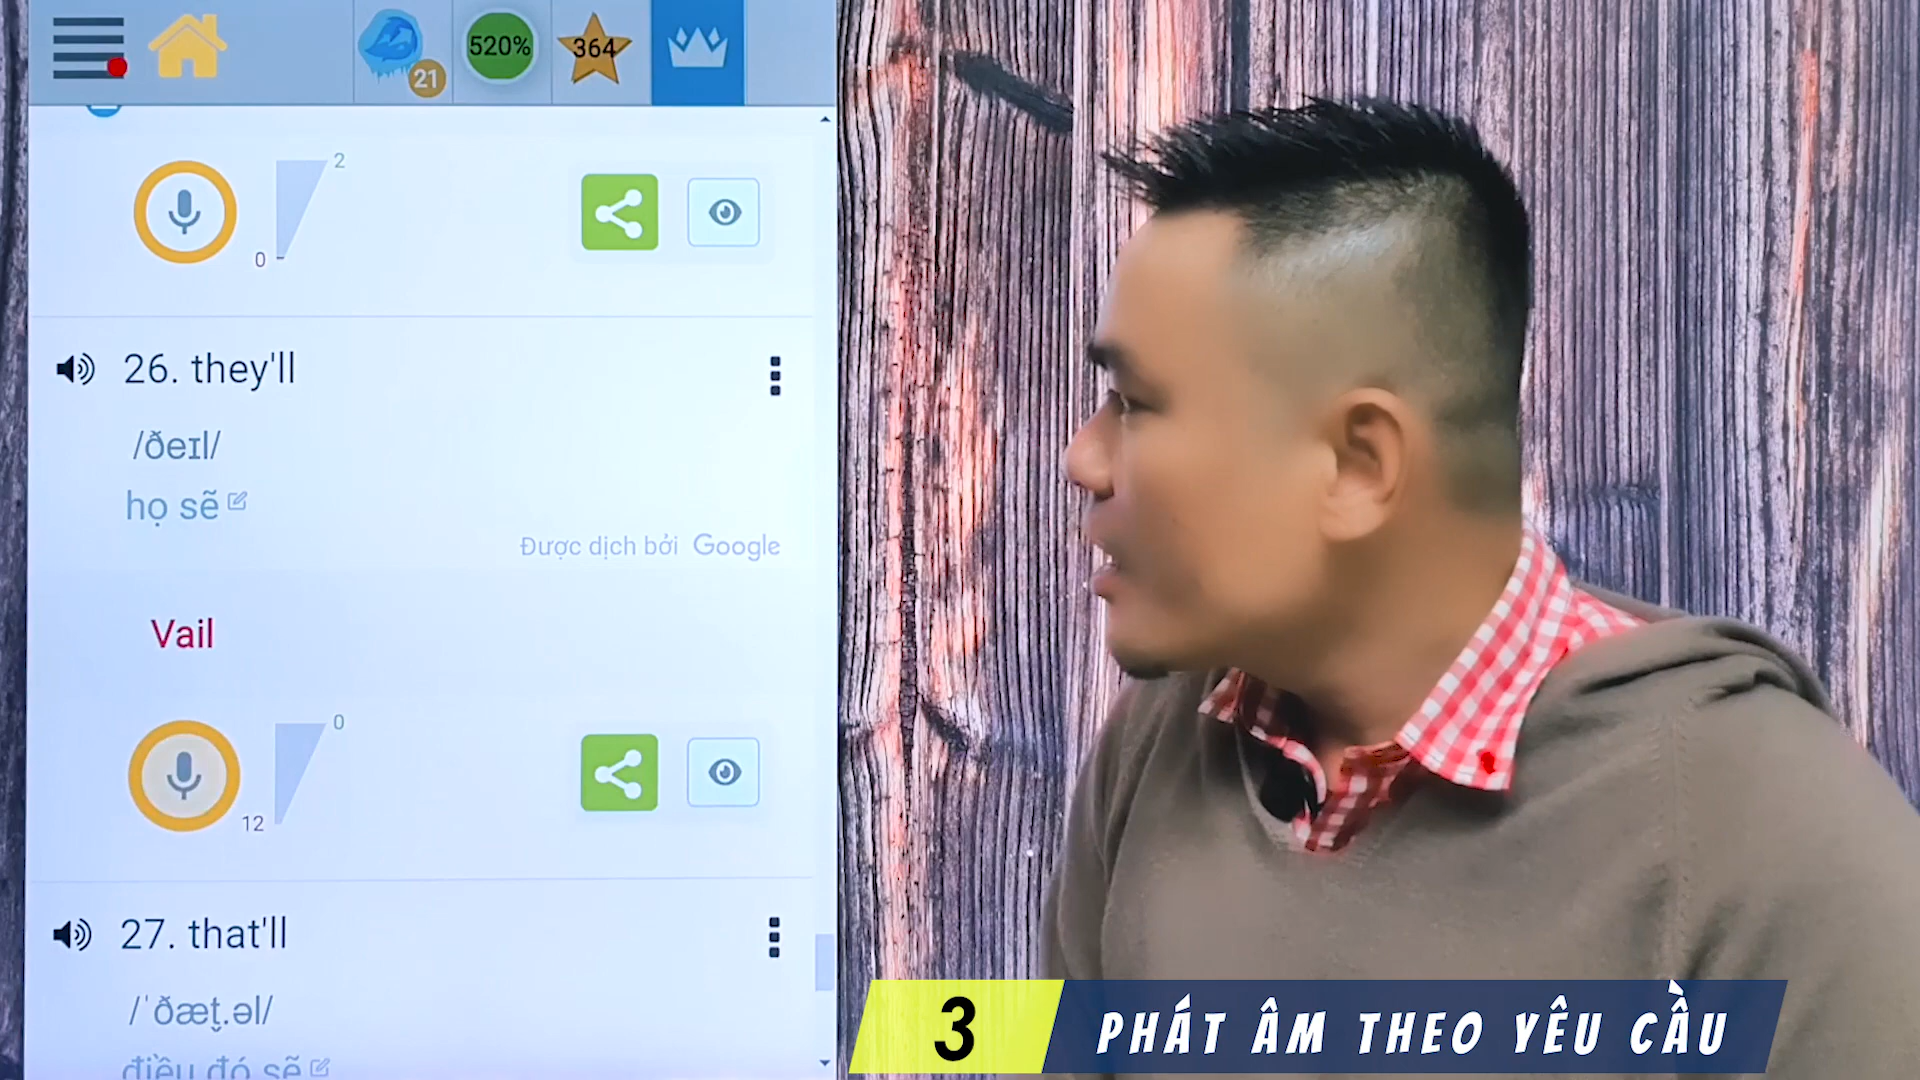 21
520%
364
2
0
26. they'll
/ðeɪl/
họ sẽ
Được dịch bởi Google
Vail
0
12
27. that'll
/ˈðæt̬.əl/
điều đó sẽ
3 PHÁT ÂM THEO YÊU CẦU